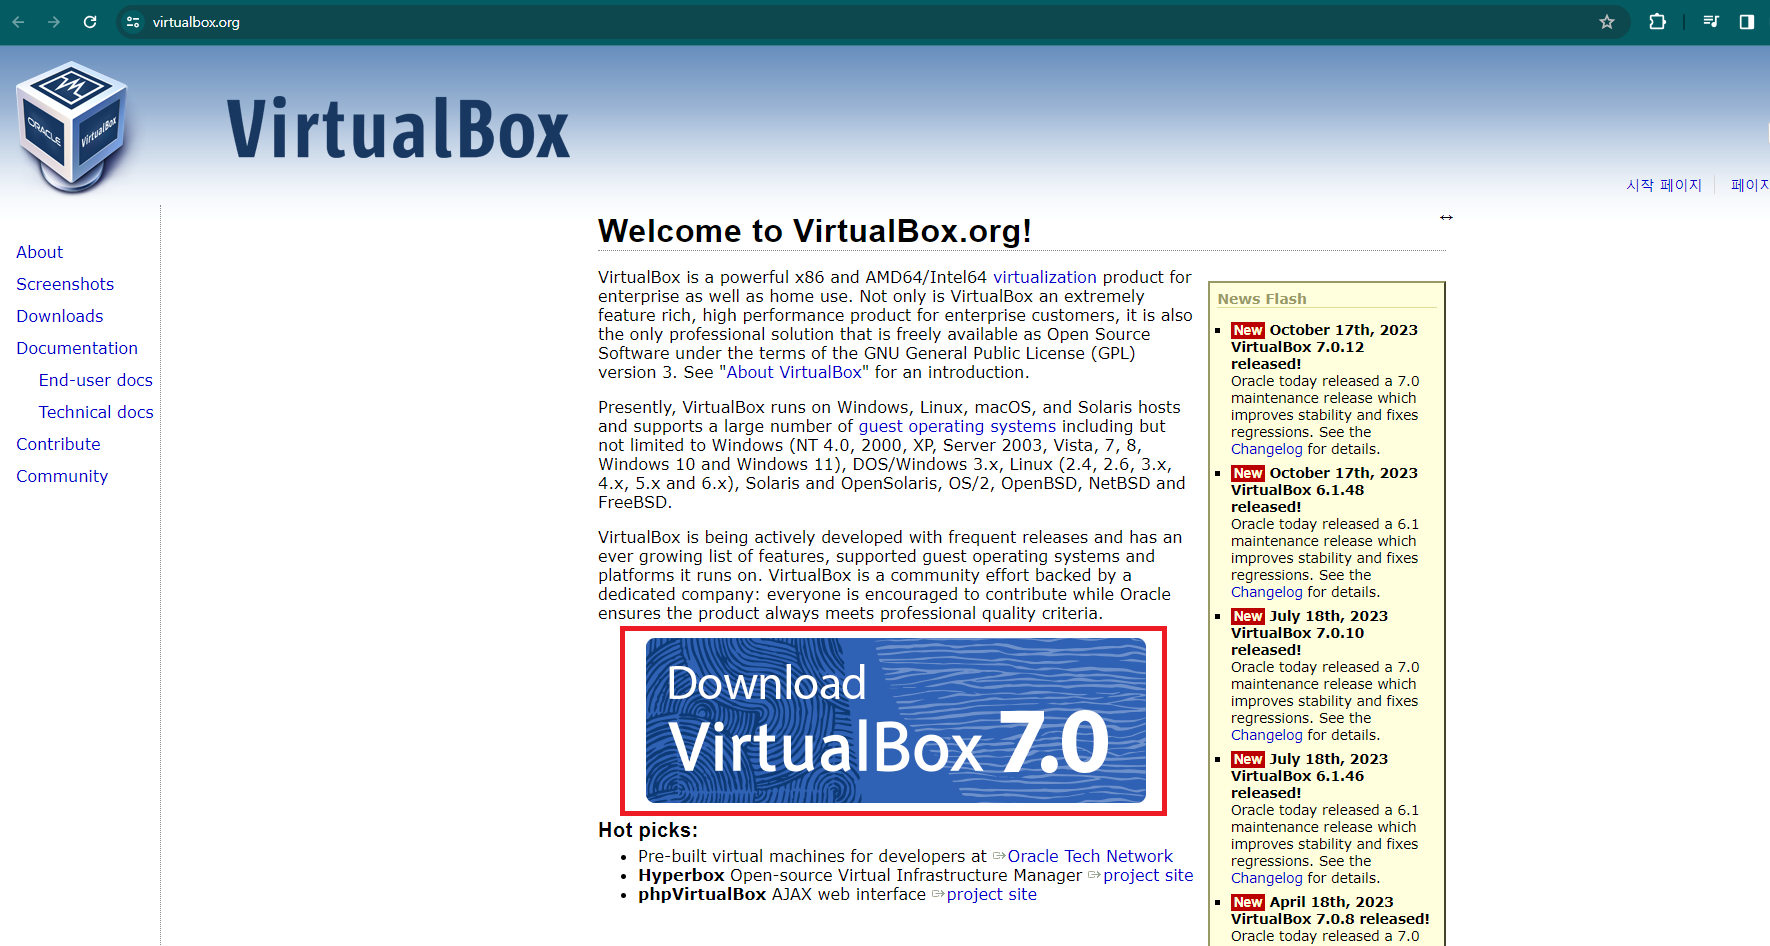 virtualbox.org
ORACLE
VirtualBox
VirtualBox
시작 페이지
About
Screenshots
Downloads
Documentation
End-user docs
Technical docs
Contribute
Community
Welcome to VirtualBox.org!
VirtualBox is a powerful x86 and AMD64/Intel64 virtualization product for
enterprise as well as home use. Not only is VirtualBox an extremely
feature rich, high performance product for enterprise customers, it is also
the only professional solution that is freely available as Open Source
Software under the terms of the GNU General Public License (GPL)
version 3. See "About VirtualBox" for an introduction.
Presently, VirtualBox runs on Windows, Linux, macOS, and Solaris hosts
and supports a large number of guest operating systems including but
not limited to Windows (NT 4.0, 2000, XP, Server 2003, Vista, 7, 8,
Windows 10 and Windows 11), DOS/Windows 3.x, Linux (2.4, 2.6, 3.x,
4.x, 5.x and 6.x), Solaris and OpenSolaris, OS/2, OpenBSD, NetBSD and
FreeBSD.
VirtualBox is being actively developed with frequent releases and has an
ever growing list of features, supported guest operating systems and
platforms it runs on. VirtualBox is a community effort backed by a
dedicated company: everyone is encouraged to contribute while Oracle
ensures the product always meets professional quality criteria.
Download
VirtualBox 7.0
Hot picks:
Pre-built virtual machines for developers at Oracle Tech Network
Hyperbox Open-source Virtual Infrastructure Manager project site
phpVirtualBox AJAX web interface project site
News Flash
New October 17th, 2023
VirtualBox 7.0.12
released!
Oracle today released a 7.0
maintenance release which
improves stability and fixes
regressions. See the
Changelog for details.
New October 17th, 2023
VirtualBox 6.1.48
released!
Oracle today released a 6.1
maintenance release which
improves stability and fixes
regressions. See the
Changelog for details.
New July 18th, 2023
VirtualBox 7.0.10
released!
Oracle today released a 7.0
maintenance release which
improves stability and fixes
regressions. See the
Changelog for details.
New July 18th, 2023
VirtualBox 6.1.46
released!
Oracle today released a 6.1
maintenance release which
improves stability and fixes
regressions. See the
Changelog for details.
New April 18th, 2023
VirtualBox 7.0.8 released!
Oracle today released a 7.0